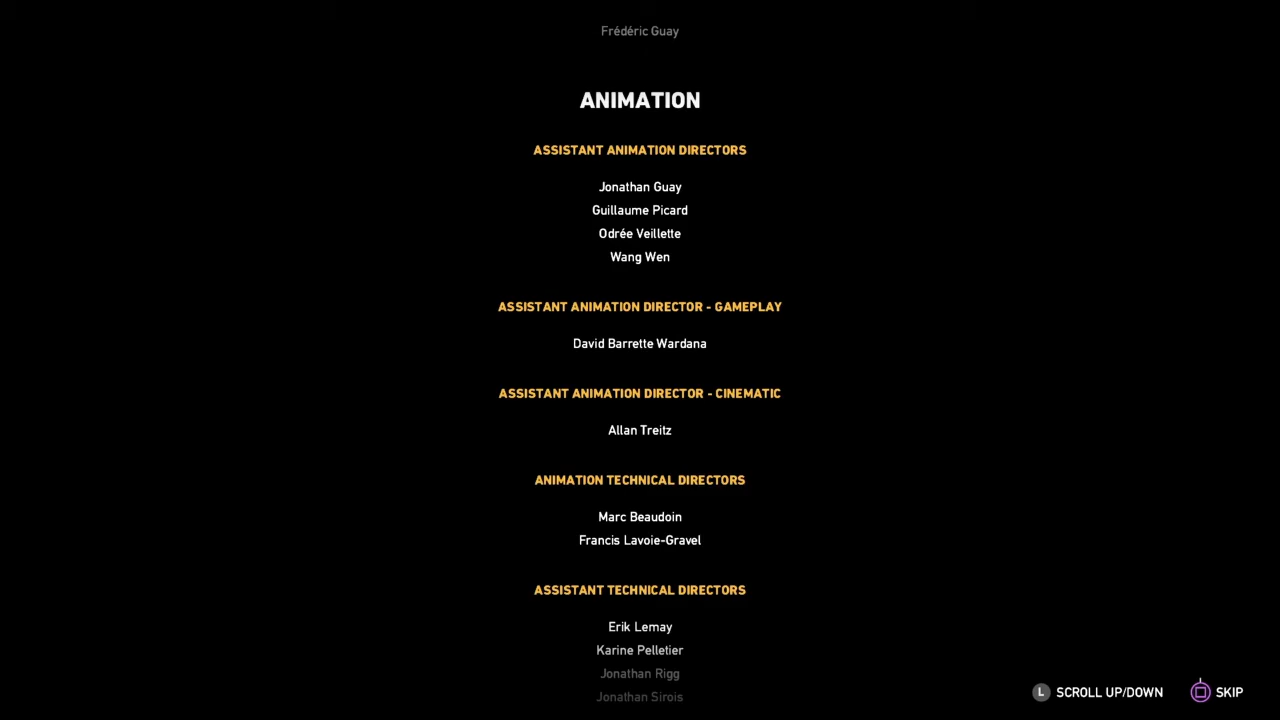 Frédéric Guay
ANIMATION
ASSISTANT ANIMATION DIRECTORS
Jonathan Guay
Guillaume Picard
Odrée Veillette
Wang Wen
ASSISTANT ANIMATION DIRECTOR - GAMEPLAY
David Barrette Wardana
ASSISTANT ANIMATION DIRECTOR - CINEMATIC
Allan Treitz
ANIMATION TECHNICAL DIRECTORS
Marc Beaudoin
Francis Lavoie-Gravel
ASSISTANT TECHNICAL DIRECTORS
Erik Lemay
Karine Pelletier
Jonathan Rigg
Jonathan Sirois
L SCROLL UP/DOWN SKIP